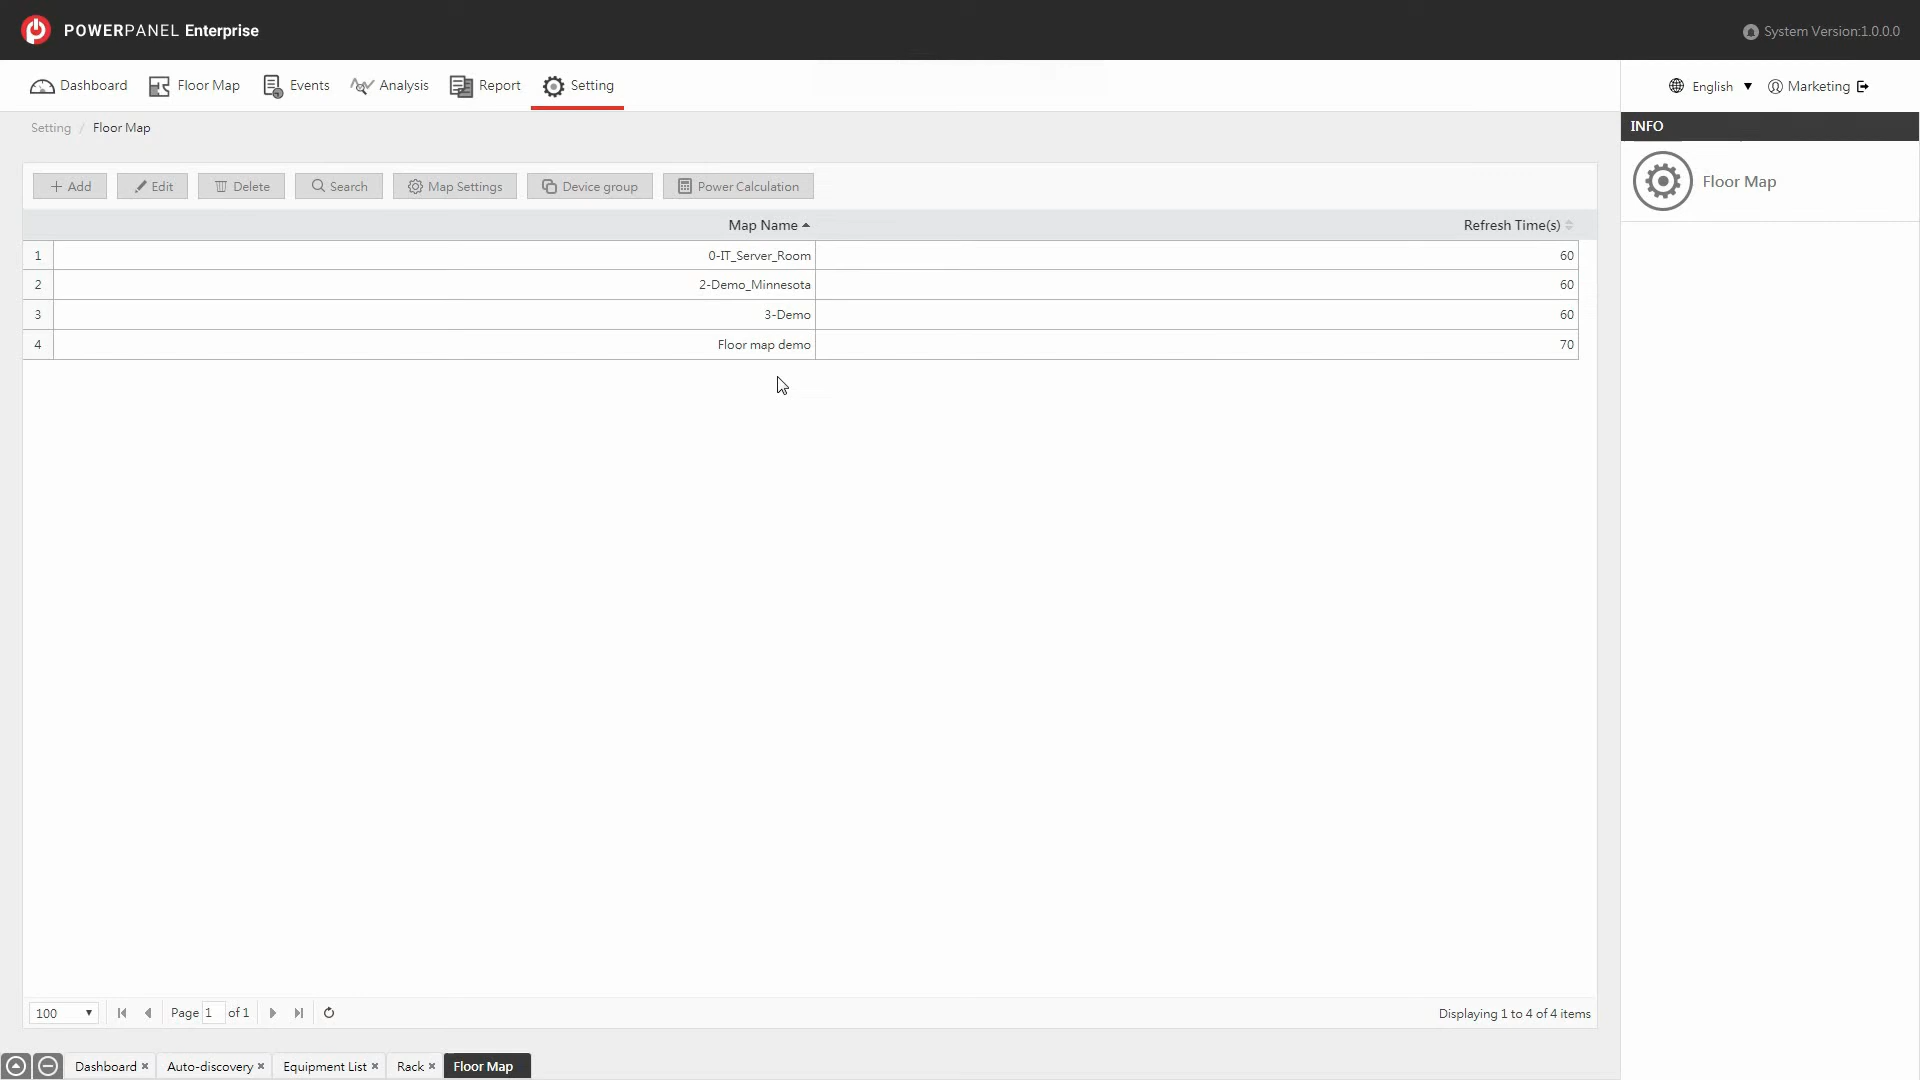 POWERPANEL Enterprise
System Version:1.0.0.0
Dashboard Floor Map Events Analysis Report Setting
English Marketing
Setting / Floor Map
INFO
Floor Map
Add Edit Delete Search Map Settings Device group Power Calculation
Map Name Refresh Time(s)
1 0-IT_Server_Room 60
2 2-Demo_Minnesota 60
3 3-Demo 60
4 Floor map demo 70
100 Page 1 of 1 Displaying 1 to 4 of 4 items
Dashboard Auto-discovery Equipment List Rack Floor Map